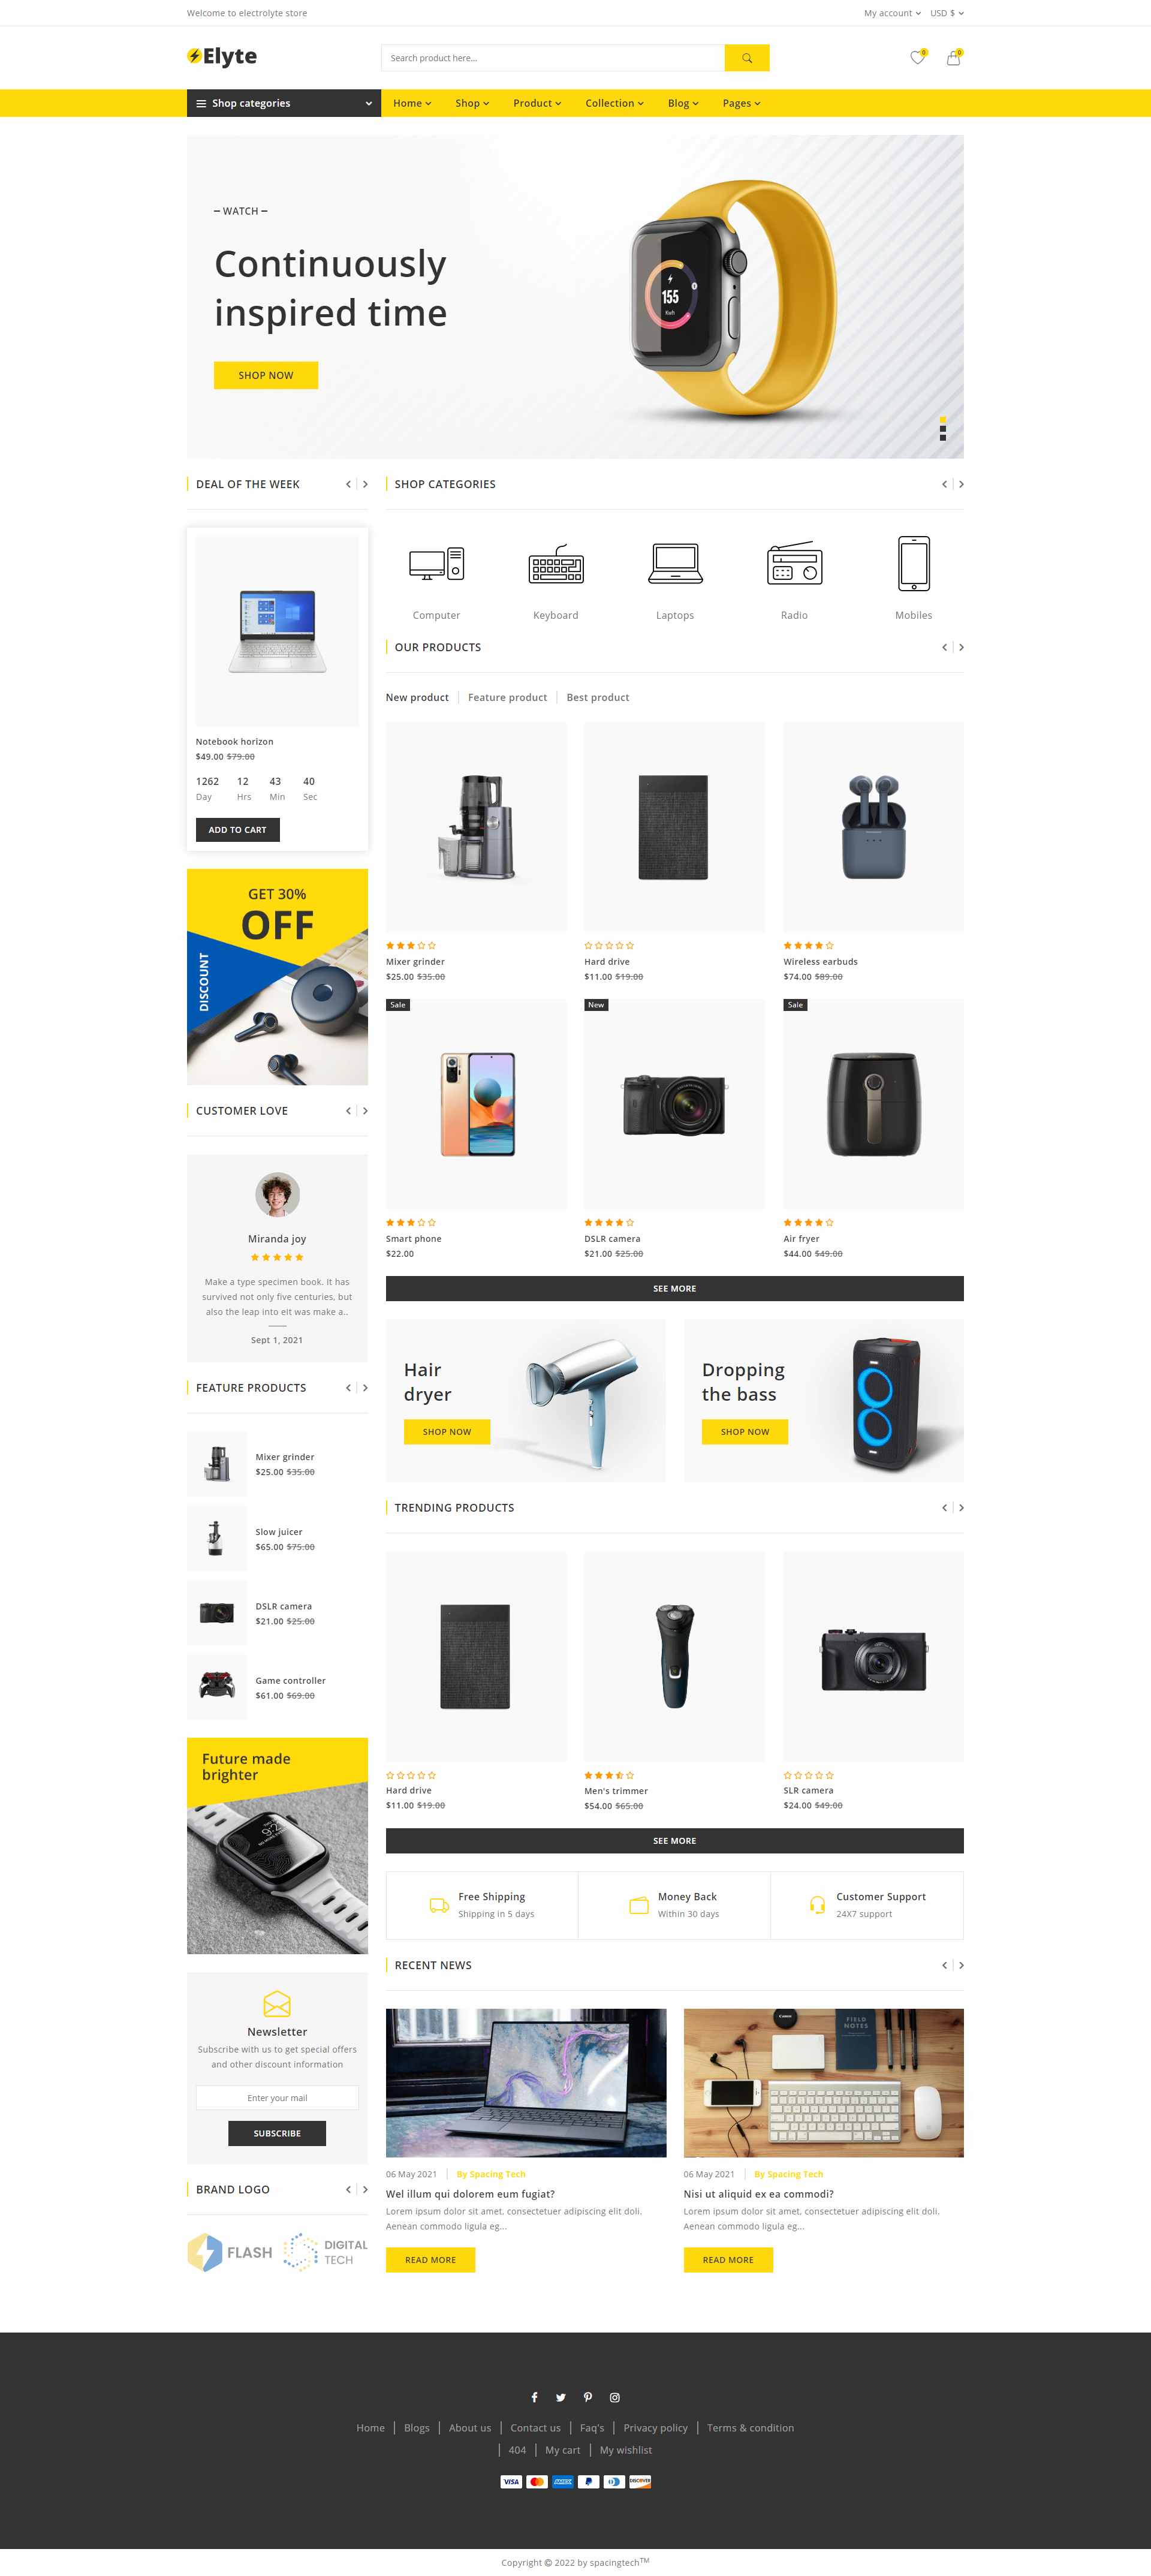 Welcome to electrolyte store
My account
USD $
Elyte
Search product here...
0
0
Shop categories
Home
Shop
Product
Collection
Blog
Pages
WATCH
Continuously
inspired time
SHOP NOW
155
DEAL OF THE WEEK
Notebook horizon
$49.00 $79.00
1262 12 43 40
Day Hrs Min Sec
ADD TO CART
GET 30%
OFF
DISCOUNT
CUSTOMER LOVE
Miranda joy
Make a type specimen book. It has
survived not only five centuries, but
also the leap into eit was make a..
Sept 1, 2021
FEATURE PRODUCTS
Mixer grinder
$25.00 $35.00
Slow juicer
$65.00 $75.00
DSLR camera
$21.00 $25.00
Game controller
$61.00 $69.00
Future made
brighter
Newsletter
Subscribe with us to get special offers
and other discount information
Enter your mail
SUBSCRIBE
BRAND LOGO
FLASH
DIGITAL
TECH
SHOP CATEGORIES
Computer
Keyboard
Laptops
Radio
Mobiles
OUR PRODUCTS
New product
Feature product
Best product
Mixer grinder
$25.00 $35.00
Hard drive
$11.00 $19.00
Wireless earbuds
$74.00 $89.00
Sale
Smart phone
$22.00
New
DSLR camera
$21.00 $25.00
Sale
Air fryer
$44.00 $49.00
SEE MORE
Hair
dryer
SHOP NOW
Dropping
the bass
SHOP NOW
TRENDING PRODUCTS
Hard drive
$11.00 $19.00
Men's trimmer
$54.00 $65.00
SLR camera
$24.00 $49.00
SEE MORE
Free Shipping
Shipping in 5 days
Money Back
Within 30 days
Customer Support
24X7 support
RECENT NEWS
06 May 2021
By Spacing Tech
Wel illum qui dolorem eum fugiat?
Lorem ipsum dolor sit amet, consectetuer adipiscing elit doli.
Aenean commodo ligula eg...
READ MORE
FIELD
NOTES
06 May 2021
By Spacing Tech
Nisi ut aliquid ex ea commodi?
Lorem ipsum dolor sit amet, consectetuer adipiscing elit doli.
Aenean commodo ligula eg...
READ MORE
Home
Blogs
About us
Contact us
Faq's
Privacy policy
Terms & condition
404
My cart
My wishlist
VISA
DISCOVER
Copyright © 2022 by spacingtech™